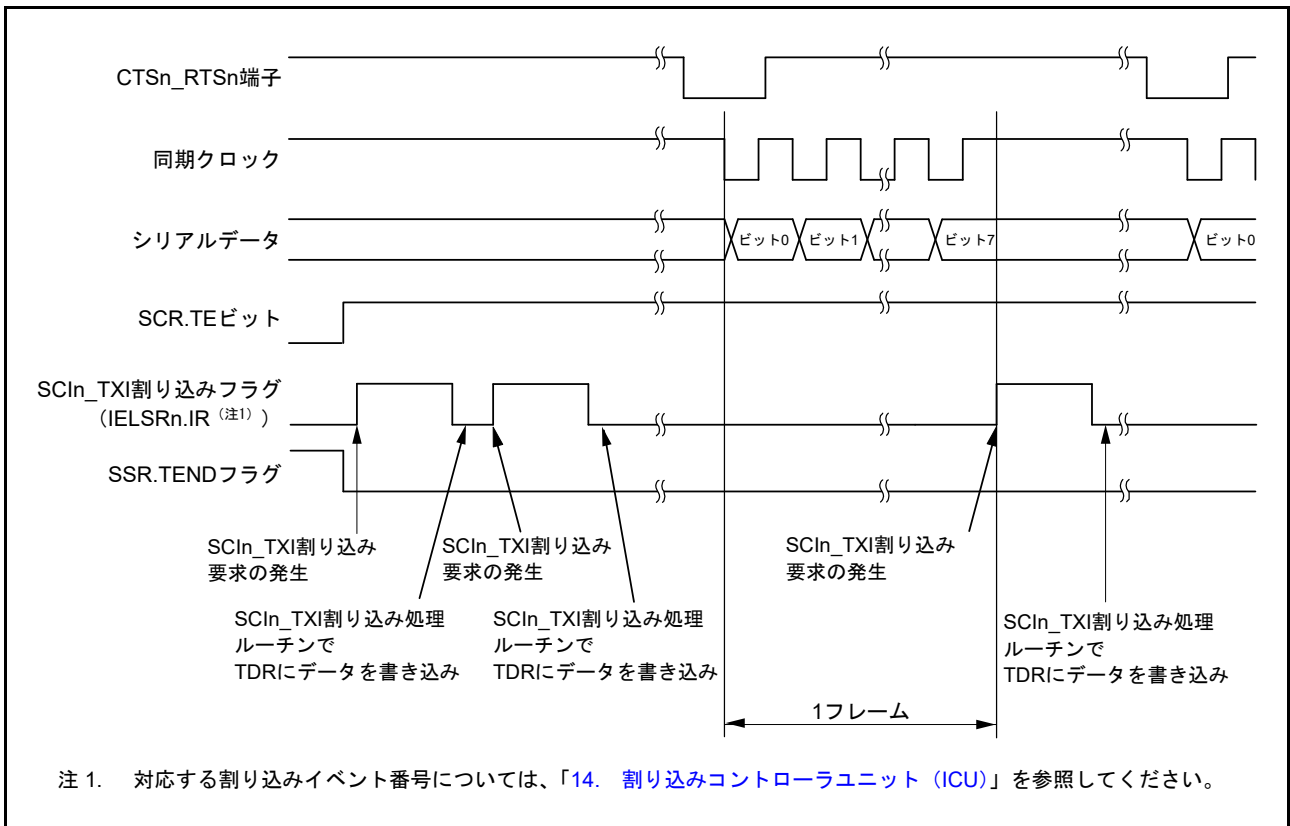 CTSn_RTSn端子
同期クロック
シリアルデータ
ビット0
ビット1
ビット7
ビット0
SCR.TEビット
SCIn_TXI割り込みフラグ
（IELSRn.IR（注1））
SSR.TENDフラグ
SCIn_TXI割り込み
要求の発生
SCIn_TXI割り込み
要求の発生
SCIn_TXI割り込み
要求の発生
SCIn_TXI割り込み処理
ルーチンで
TDRにデータを書き込み
SCIn_TXI割り込み処理
ルーチンで
TDRにデータを書き込み
SCIn_TXI割り込み処理
ルーチンで
TDRにデータを書き込み
1フレーム
注 1. 対応する割り込みイベント番号については、「14. 割り込みコントローラユニット（ICU）」を参照してください。